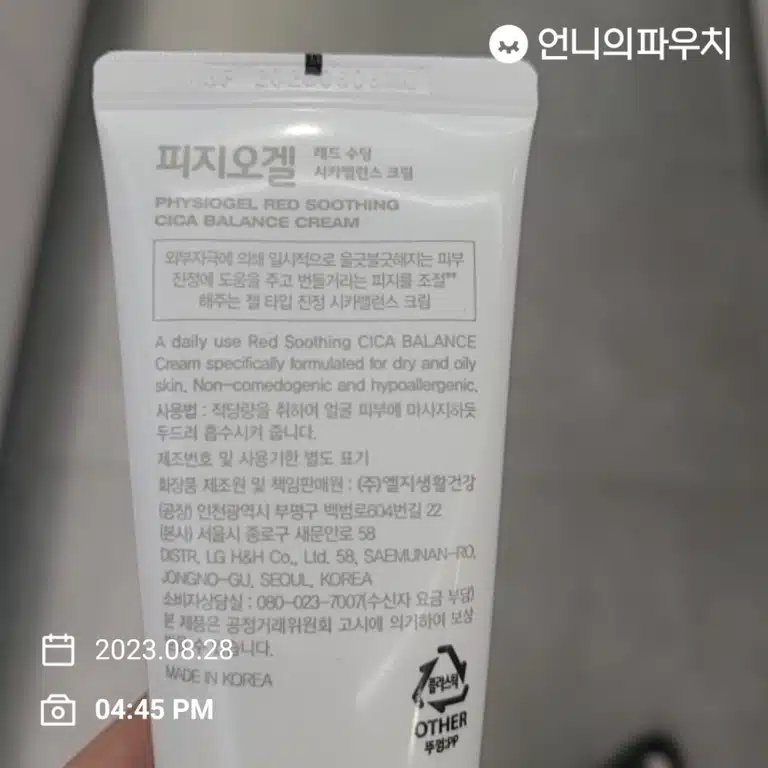 언니의파우치
피지오겔
레드 수딩
시카밸런스 크림
PHYSIOGEL RED SOOTHING
CICA BALANCE CREAM
외부자극에 의해 일시적으로 울긋불긋해지는 피부
진정에 도움을 주고 번들거리는 피지를 조절**
해주는 젤 타입 진정 시카밸런스 크림
A daily use Red Soothing CICA BALANCE
Cream specifically formulated for dry and oily
skin. Non-comedogenic and hypoallergenic.
사용법 : 적당량을 취하여 얼굴 피부에 마사지하듯
두드려 흡수시켜 줍니다.
제조번호 및 사용기한 별도 표기
화장품 제조원 및 책임판매원 : (주)엘지생활건강
(공장) 인천광역시 부평구 백범로604번길 22
(본사) 서울시 종로구 새문안로 58
DISTR. LG H&H Co., Ltd. 58, SAEMUNAN-RO,
JONGNO-GU, SEOUL, KOREA
소비자상담실 : 080-023-7007(수신자 요금 부담)
본 제품은 공정거래위원회 고시에 의거하여 보상
2023.08.28
MADE IN KOREA
04:45 PM
플라스틱
OTHER
뚜껑:PP